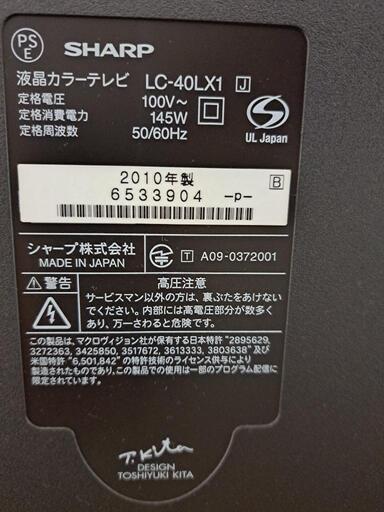 PS
E
SHARP
液晶カラーテレビ LC-40LX1 J
定格電圧 100V~
定格消費電力 145W
定格周波数 50/60Hz
UL Japan
2010年製 B
6533904 -p-
シャープ株式会社
MADE IN JAPAN
T A09-0372001
警告 高圧注意
サービスマン以外の方は、裏ぶたをあけない
でください。内部には高電圧部分が数多く
あり、万一さわると危険です。
この製品は、マクロヴィジョン社が保有する日本特許 "2895629,
3272363, 3425850, 3517672, 3613333, 3803638" 及び
米国特許 "6,501,842" の特許技術のライセンスを供与されて
います。この製品での使用は一部のプログラム配信に
限定されています。
T. Kita
DESIGN
TOSHIYUKI KITA